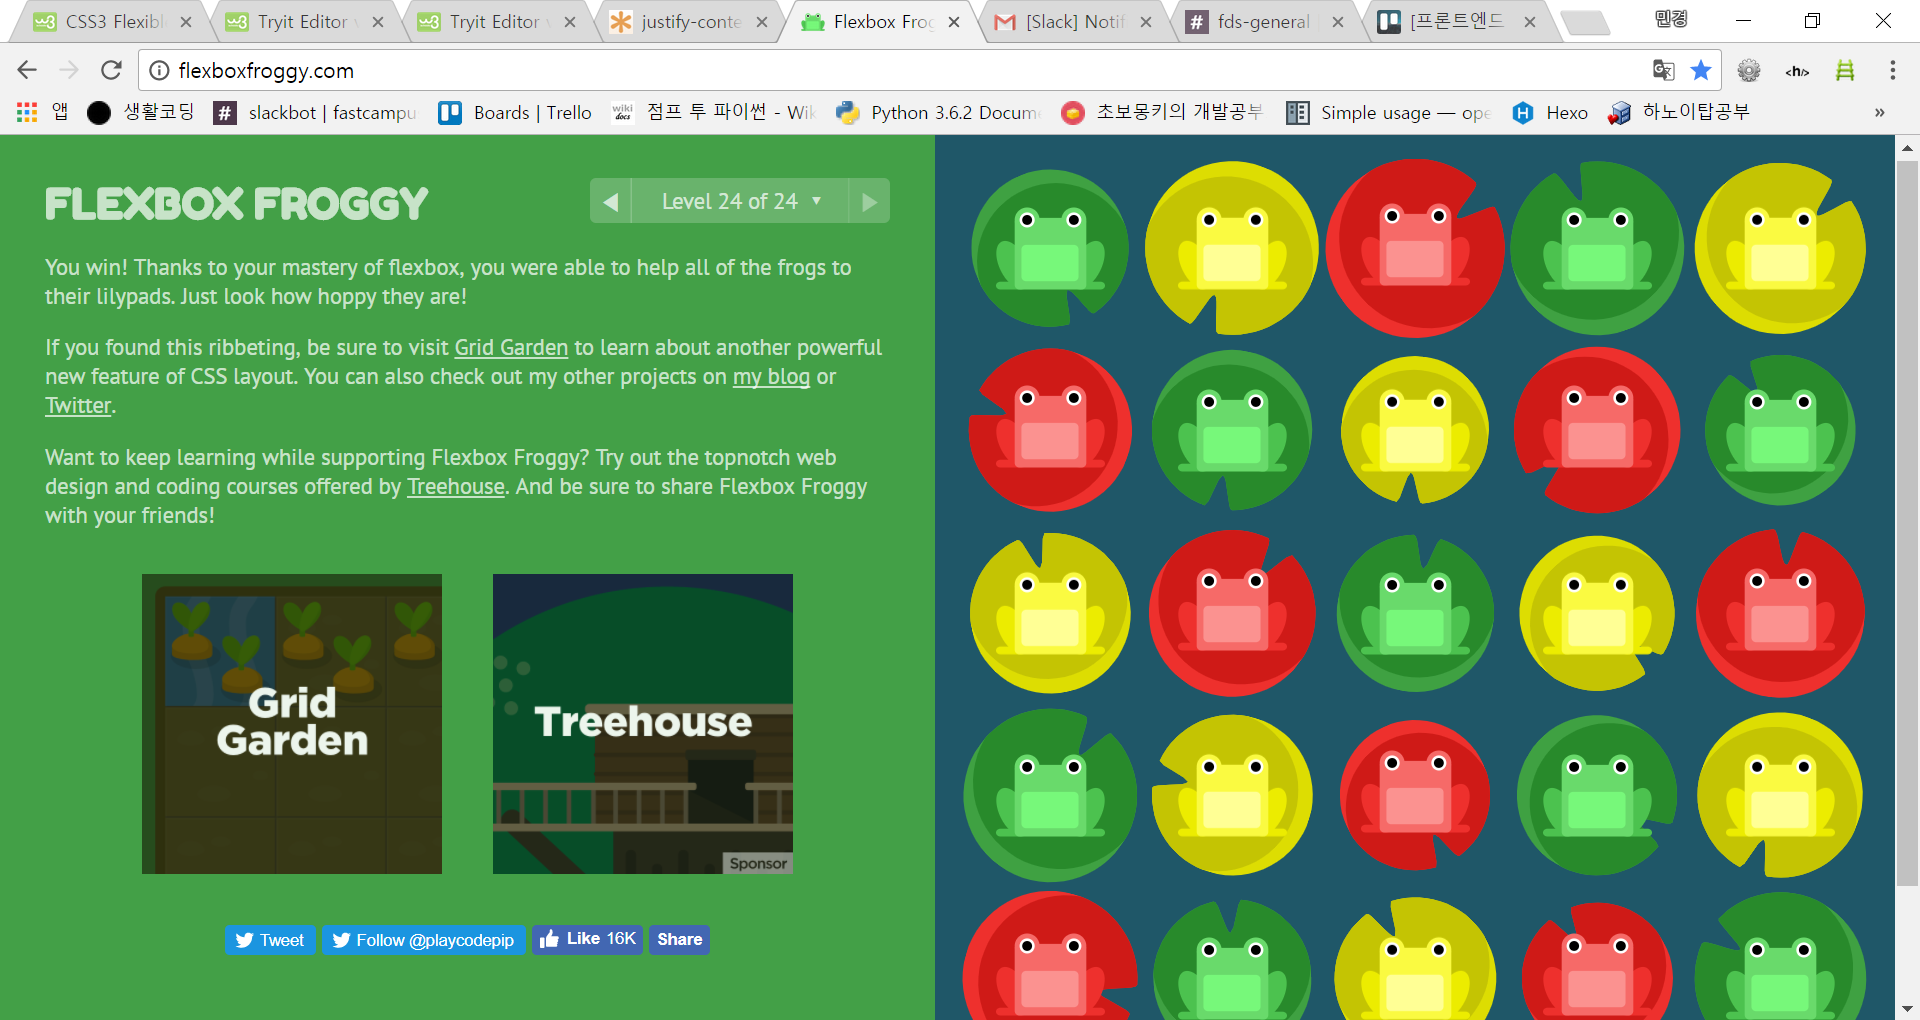 CSS3 Flexibl
Tryit Editor v
Tryit Editor v
justify-conte
Flexbox Frog
[Slack] Notif
fds-general
[프론트엔드
민경
flexboxfroggy.com
<h/>
앱
생활코딩
slackbot | fastcampu
Boards | Trello
wiki docs
점프 투 파이썬 - Wik
Python 3.6.2 Docum
초보몽키의 개발공부
Simple usage — ope
Hexo
하노이탑공부
»
FLEXBOX FROGGY
Level 24 of 24
You win! Thanks to your mastery of flexbox, you were able to help all of the frogs to
their lilypads. Just look how hoppy they are!
If you found this ribbeting, be sure to visit Grid Garden to learn about another powerful
new feature of CSS layout. You can also check out my other projects on my blog or
Twitter.
Want to keep learning while supporting Flexbox Froggy? Try out the topnotch web
design and coding courses offered by Treehouse. And be sure to share Flexbox Froggy
with your friends!
Grid
Garden
Treehouse
Sponsor
Tweet
Follow @playcodepip
Like 16K
Share